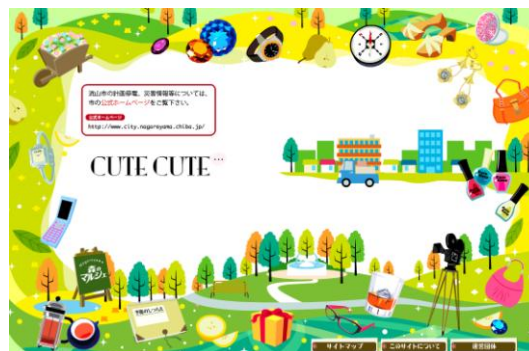 流山市の計画停電、災害情報等については、
市の公式ホームページをご覧下さい。
公式ホームページ
http://www.city.nagareyama.chiba.jp/
CUTE CUTE
森の
マルシェ
サイトマップ
このサイトについて
運営団体